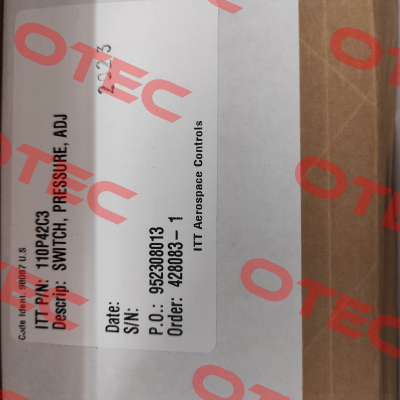 Code Ident. 98087 U.S
ITT P/N: 110P42C3
Descrip: SWITCH, PRESSURE, ADJ
2023
Date:
S/N:
P.O.: 952308013
Order: 428083-1
ITT Aerospace Controls
OTEC
OTEC
OTEC
OTEC
OTEC
OTEC